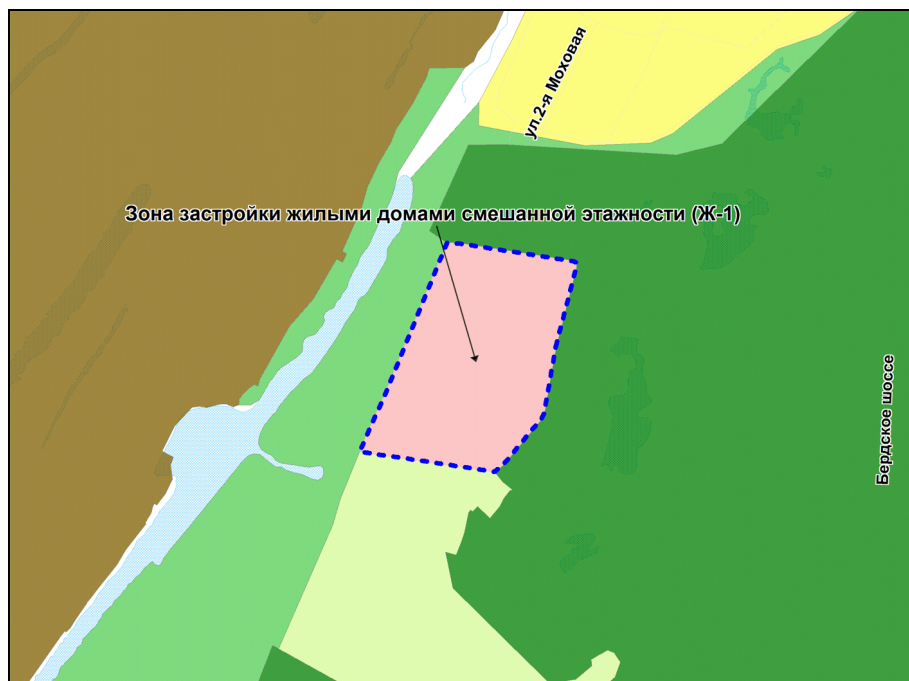 ул.2-я Моховая
Зона застройки жилыми домами смешанной этажности (Ж-1)
Бердское шоссе